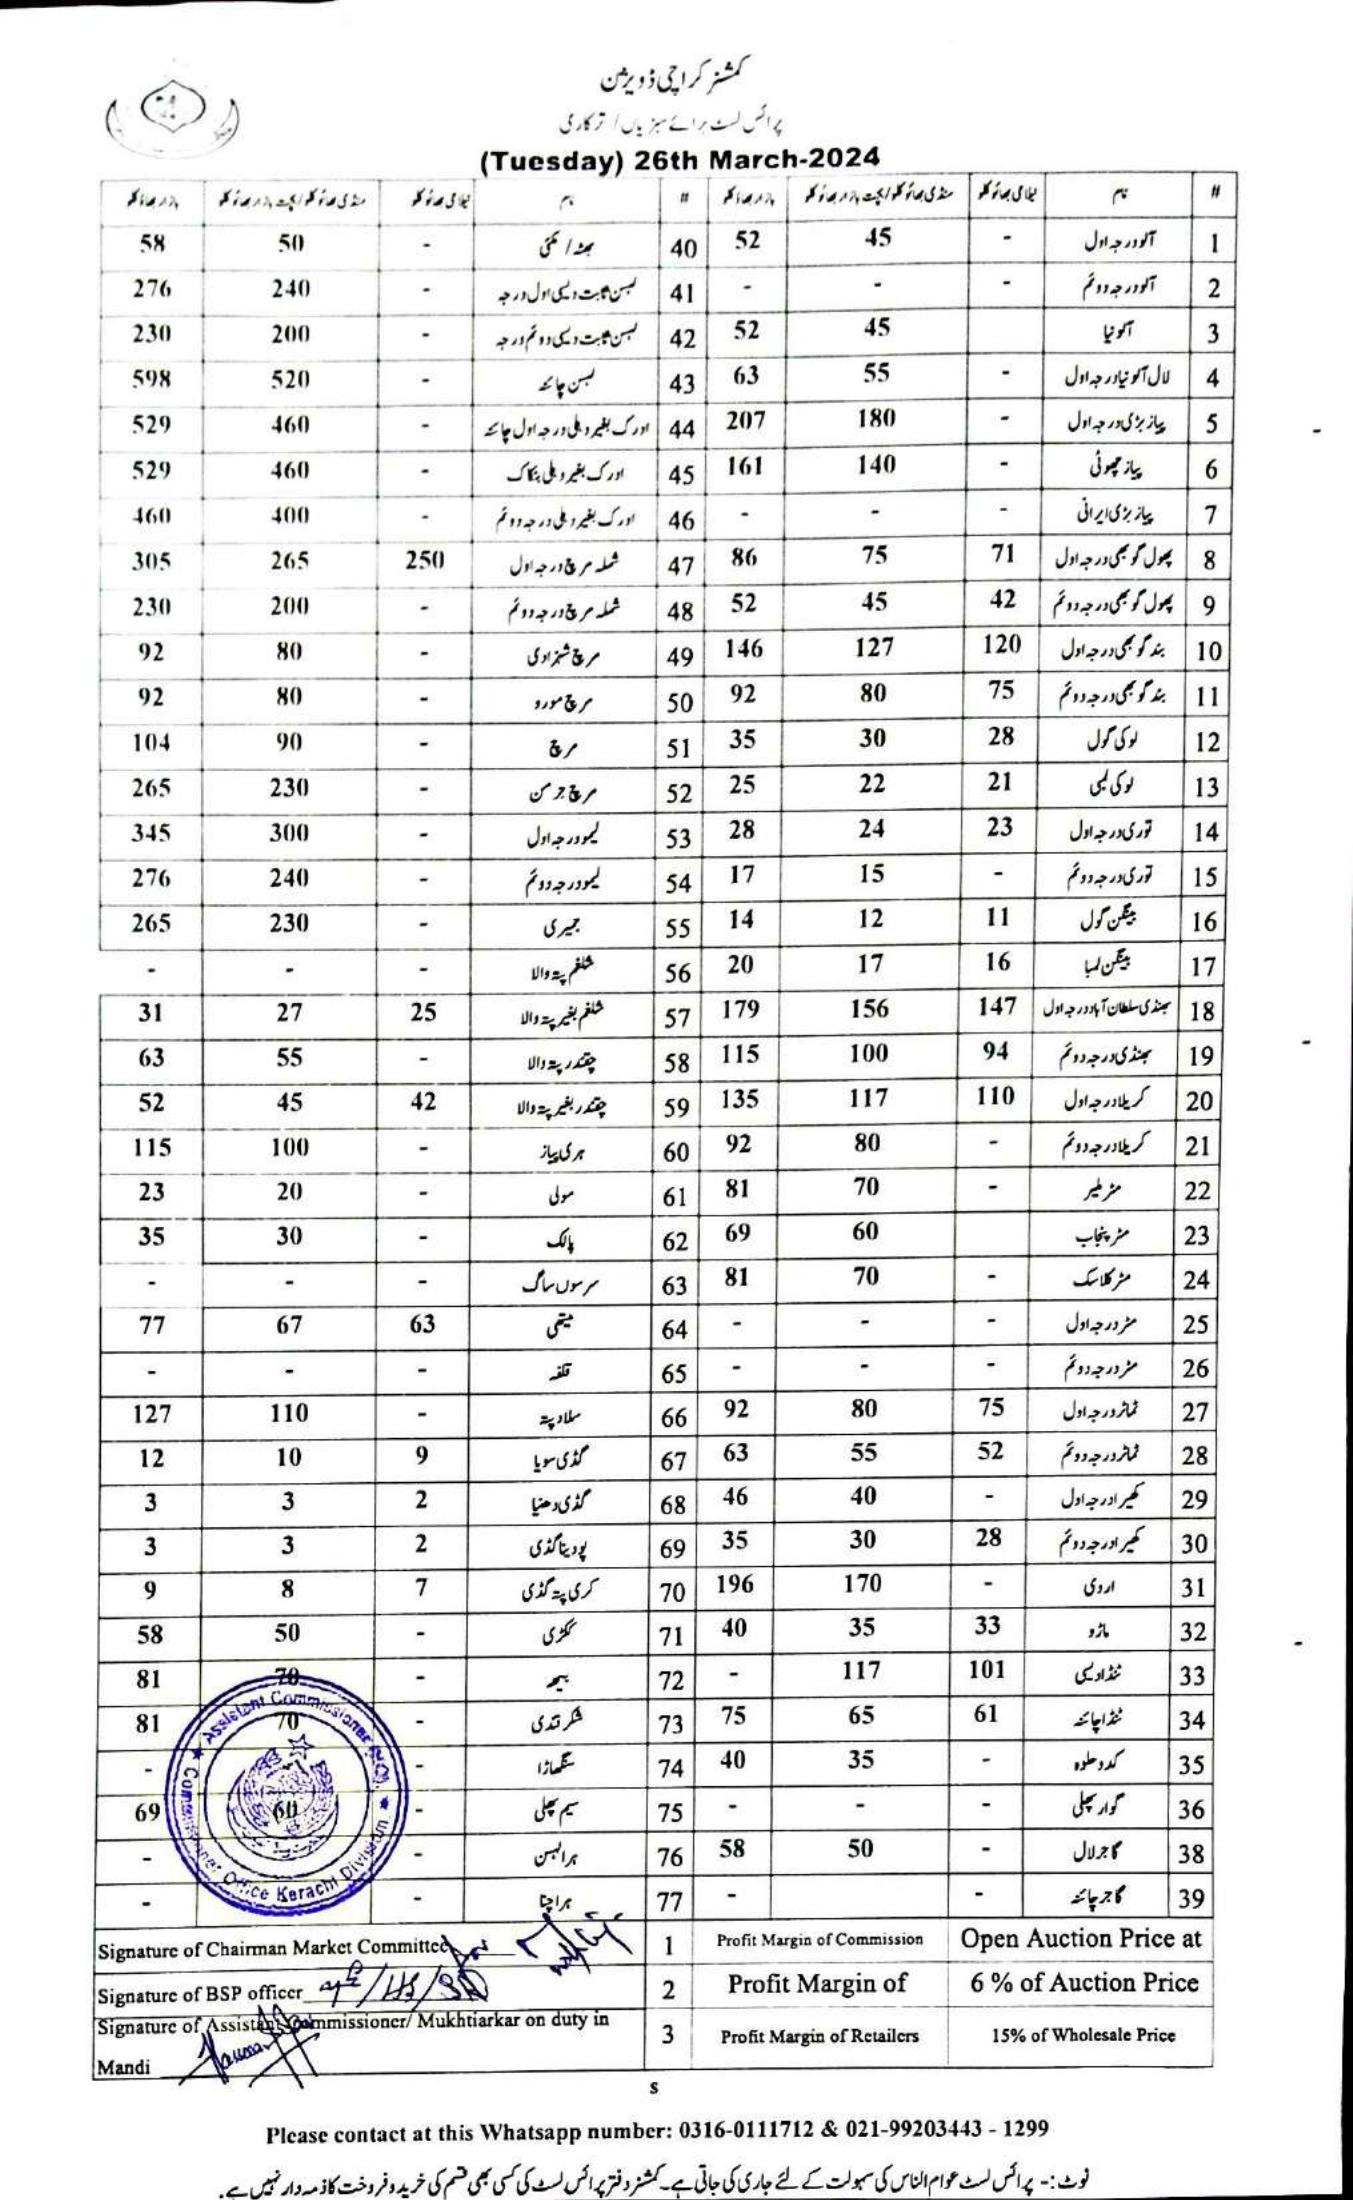 کمشنر کراچی ڈویژن
پرائس لسٹ برائے سبزیاں / ترکاری
(Tuesday) 26th March-2024
# نام نیلامی بھائو کلو منڈی بھائو کلو / بچت بازار بھائو کلو بازار بھائو کلو # نام نیلامی بھائو کلو منڈی بھائو کلو / بچت بازار بھائو کلو بازار بھائو کلو
1 آلو درجہ اول - 45 52 40 بھٹہ / مکئی - 50 58
2 آلو درجہ دوئم - - - 41 لہسن ثابت دیسی اول درجہ - 240 276
3 آلو نیا 45 52 42 لہسن ثابت دیسی دوئم درجہ - 200 230
4 لال آلو نیا درجہ اول - 55 63 43 لہسن چائنہ - 520 598
5 پیاز بڑی درجہ اول - 180 207 44 ادرک بغیر دھلی درجہ اول چائنہ - 460 529
6 پیاز چھوٹی - 140 161 45 ادرک بغیر دھلی بنکاک - 460 529
7 پیاز بڑی ایرانی - - - 46 ادرک بغیر دھلی درجہ دوئم - 400 460
8 پھول گوبھی درجہ اول 71 75 86 47 شملہ مرچ درجہ اول 250 265 305
9 پھول گوبھی درجہ دوئم 42 45 52 48 شملہ مرچ درجہ دوئم - 200 230
10 بند گوبھی درجہ اول 120 127 146 49 مرچ شہزادی - 80 92
11 بند گوبھی درجہ دوئم 75 80 92 50 مرچ مورو - 80 92
12 لوکی گول 28 30 35 51 مرچ - 90 104
13 لوکی لمبی 21 22 25 52 مرچ جرمن - 230 265
14 توری درجہ اول 23 24 28 53 لیمو درجہ اول - 300 345
15 توری درجہ دوئم - 15 17 54 لیمو درجہ دوئم - 240 276
16 بینگن گول 11 12 14 55 جمیری - 230 265
17 بینگن لمبا 16 17 20 56 شلغم پتہ والا - - -
18 بھنڈی سلطان آباد درجہ اول 147 156 179 57 شلغم بغیر پتہ والا 25 27 31
19 بھنڈی درجہ دوئم 94 100 115 58 چقندر پتہ والا - 55 63
20 کریلا درجہ اول 110 117 135 59 چقندر بغیر پتہ والا 42 45 52
21 کریلا درجہ دوئم - 80 92 60 ہری پیاز - 100 115
22 مٹر ملیر - 70 81 61 مولی - 20 23
23 مٹر پنجاب 60 69 62 پالک - 30 35
24 مٹر کلاسک - 70 81 63 سرسوں ساگ - - -
25 مٹر درجہ اول - - - 64 میتھی 63 67 77
26 مٹر درجہ دوئم - - - 65 قلفہ - - -
27 ٹماٹر درجہ اول 75 80 92 66 سلاد پتہ - 110 127
28 ٹماٹر درجہ دوئم 52 55 63 67 گڈی سویا 9 10 12
29 کھیرا درجہ اول - 40 46 68 گڈی دھنیا 2 3 3
30 کھیرا درجہ دوئم 28 30 35 69 پودینا گڈی 2 3 3
31 اروی - 170 196 70 کری پتہ گڈی 7 8 9
32 ماڑو 33 35 40 71 ککڑی - 50 58
33 ٹنڈا دیسی 101 117 - 72 بیھ - 70 81
34 ٹنڈا چائنہ 61 65 75 73 شکر قندی - 70 81
35 کدو حلوہ - 35 40 74 سنگھاڑا - -
36 گوار پھلی - - - 75 سیم پھلی - 60 69
38 گاجر لال - 50 58 76 ہرا لہسن - -
39 گاجر چائنہ - - 77 ہرا چنا - -
Assistant Commissioner (HQ), Commissioner Office Karachi Division
Signature of Chairman Market Committee 1 Profit Margin of Commission Open Auction Price at
Signature of BSP officer 2 Profit Margin of 6 % of Auction Price
Signature of Assistant Commissioner/ Mukhtiarkar on duty in Mandi 3 Profit Margin of Retailers 15% of Wholesale Price
s
Please contact at this Whatsapp number: 0316-0111712 & 021-99203443 - 1299
نوٹ :- پرائس لسٹ عوام الناس کی سہولت کے لئے جاری کی جاتی ہے۔ کمشنر دفتر پرائس لسٹ کی کسی بھی قسم کی خرید و فروخت کا ذمہ دار نہیں ہے۔